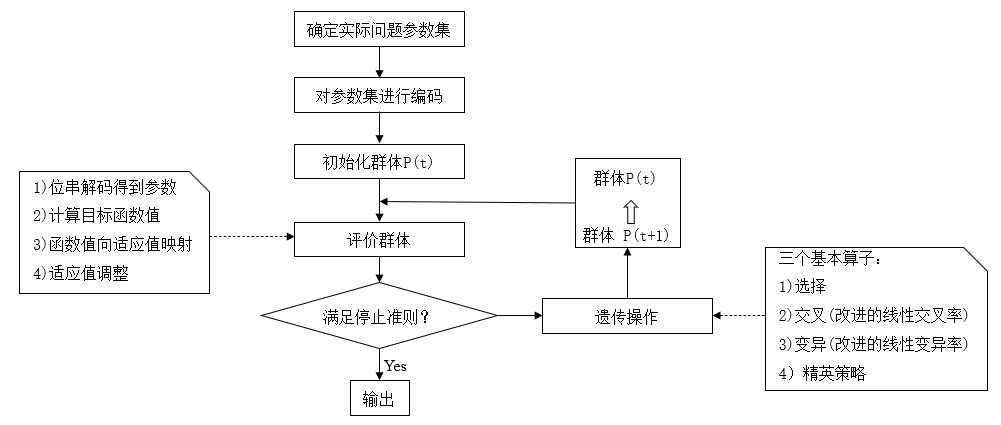 确定实际问题参数集
对参数集进行编码
初始化群体P(t)
群体P(t)
群体 P(t+1)
1)位串解码得到参数
2)计算目标函数值
3)函数值向适应值映射
4)适应值调整
评价群体
满足停止准则？
遗传操作
三个基本算子：
1)选择
2)交叉(改进的线性交叉率)
3)变异(改进的线性变异率)
4）精英策略
Yes
输出